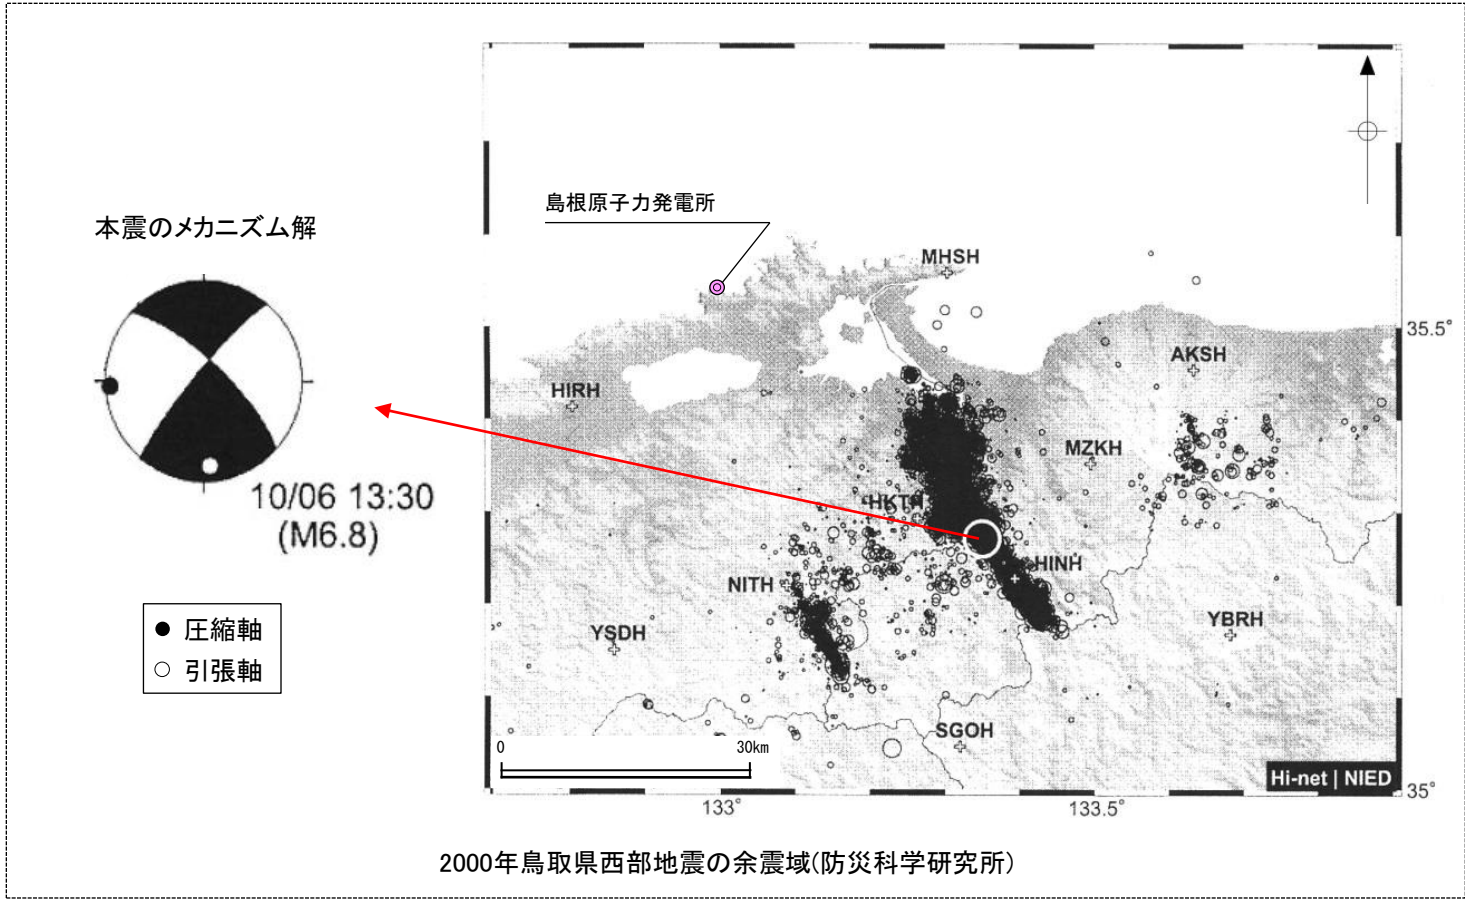 島根原子力発電所
本震のメカニズム解
MHSH
35.5°
AKSH
HIRH
MZKH
HKTH
10/06 13:30
(M6.8)
HINH
NITH
圧縮軸
引張軸
YSDH
YBRH
SGOH
0
30km
Hi-net | NIED
35°
133°
133.5°
2000年鳥取県西部地震の余震域(防災科学研究所)